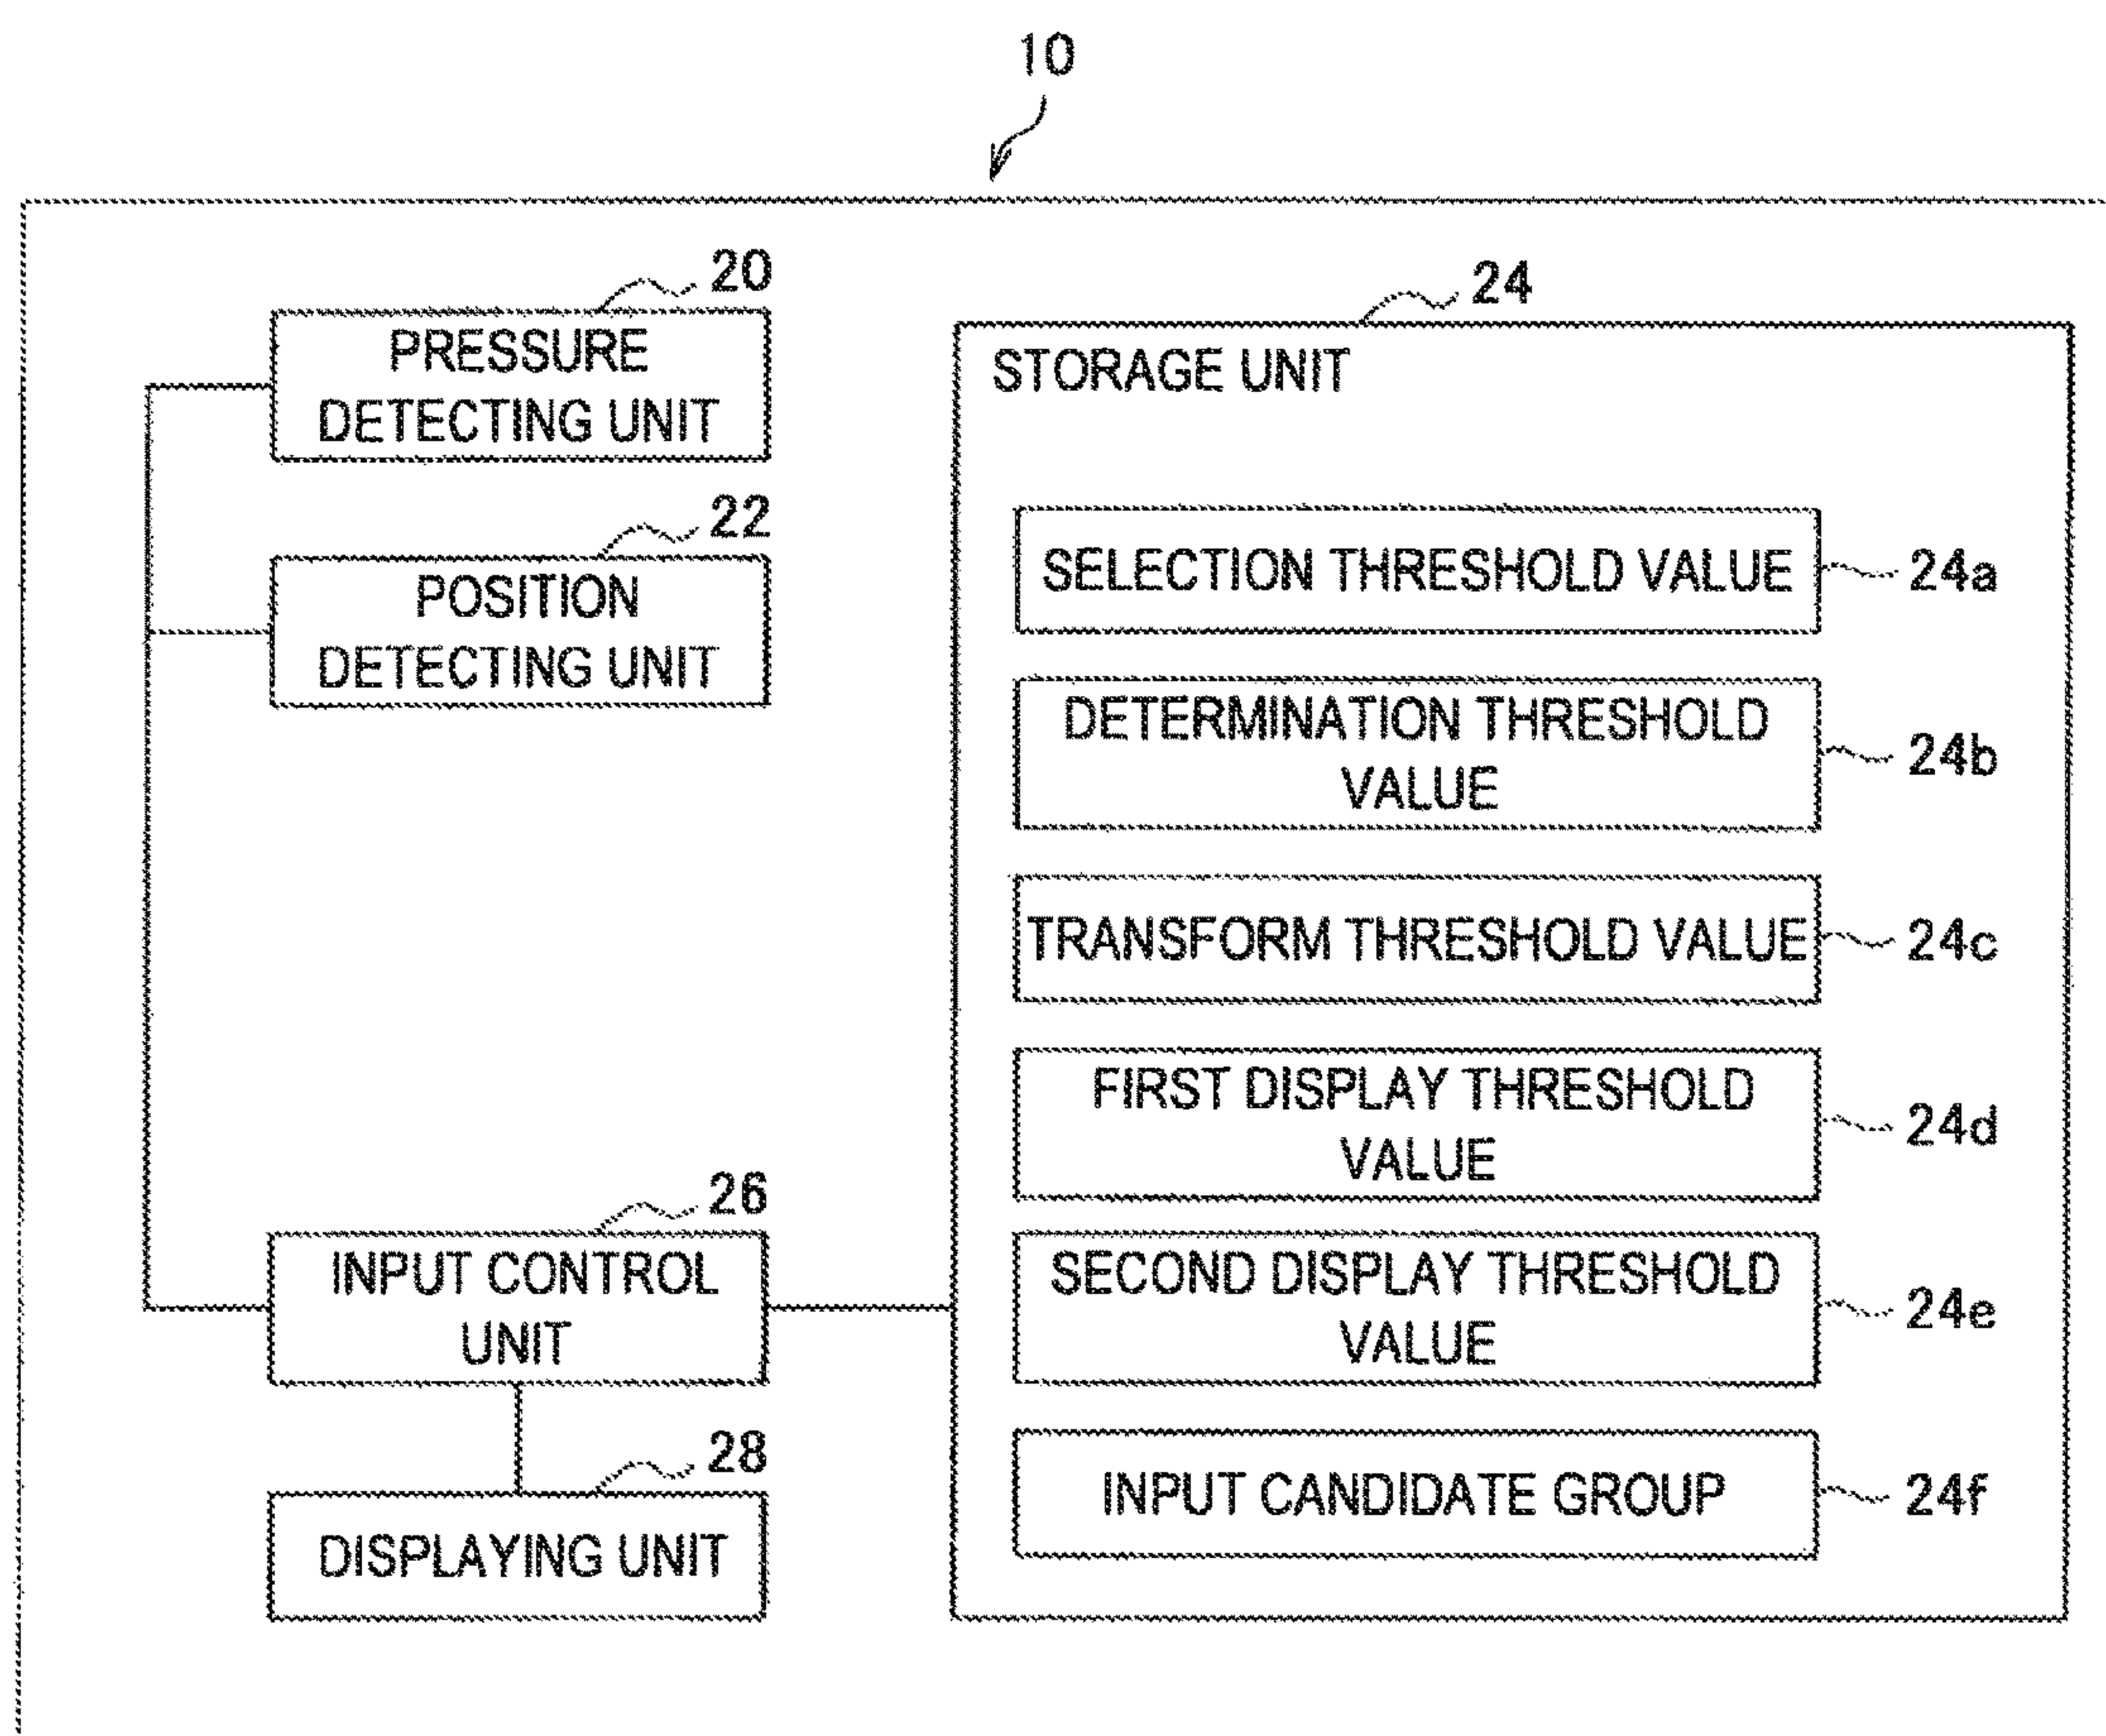 10
20
PRESSURE
DETECTING UNIT
22
POSITION
DETECTING UNIT
26
INPUT CONTROL
UNIT
28
DISPLAYING UNIT
24
STORAGE UNIT
SELECTION THRESHOLD VALUE
24a
DETERMINATION THRESHOLD
VALUE
24b
TRANSFORM THRESHOLD VALUE
24c
FIRST DISPLAY THRESHOLD
VALUE
24d
SECOND DISPLAY THRESHOLD
VALUE
24e
INPUT CANDIDATE GROUP
24f